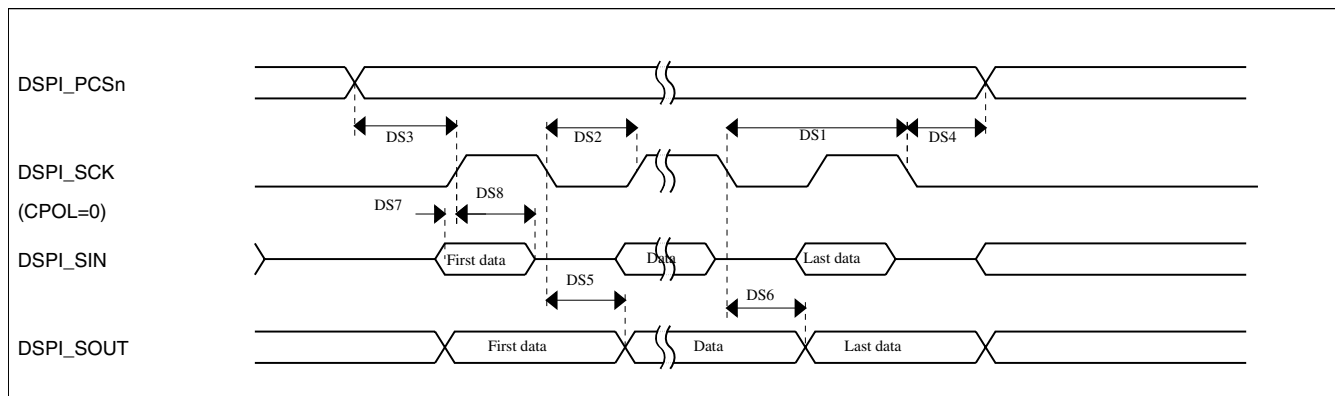 DSPI_PCSn
DS3
DS2
DS1
DS4
DSPI_SCK
(CPOL=0)
DS7
DS8
DSPI_SIN
First data
Data
Last data
DS5
DS6
DSPI_SOUT
First data
Data
Last data